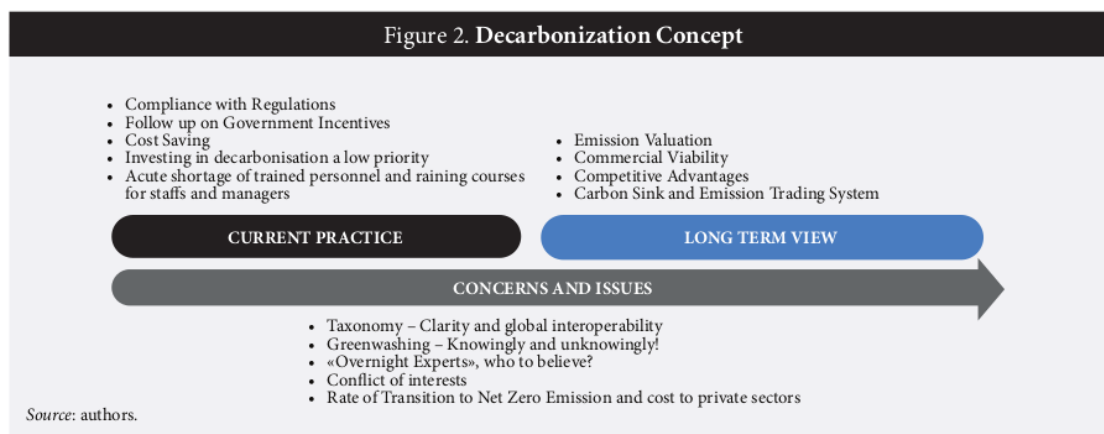 Figure 2. Decarbonization Concept
• Compliance with Regulations
• Follow up on Government Incentives
• Cost Saving
• Investing in decarbonisation a low priority
• Acute shortage of trained personnel and raining courses
for staffs and managers
• Emission Valuation
• Commercial Viability
• Competitive Advantages
• Carbon Sink and Emission Trading System
CURRENT PRACTICE
LONG TERM VIEW
CONCERNS AND ISSUES
• Taxonomy – Clarity and global interoperability
• Greenwashing – Knowingly and unknowingly!
• «Overnight Experts», who to believe?
• Conflict of interests
• Rate of Transition to Net Zero Emission and cost to private sectors
Source: authors.